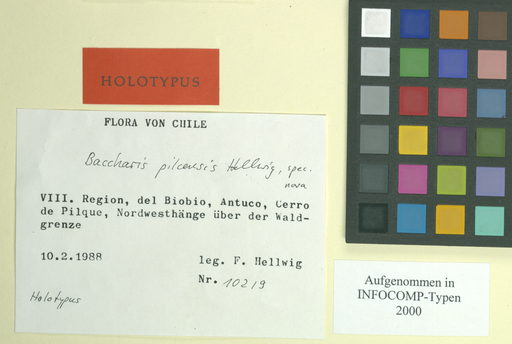 HOLOTYPUS
FLORA VON CHILE
Baccharis pilcensis Hellwig, spec.
nova
VIII. Region, del Biobio, Antuco, Cerro
de Pilque, Nordwesthänge über der Wald-
grenze
10.2.1988
leg. F. Hellwig
Nr. 10219
Holotypus
Aufgenommen in
INFOCOMP-Typen
2000